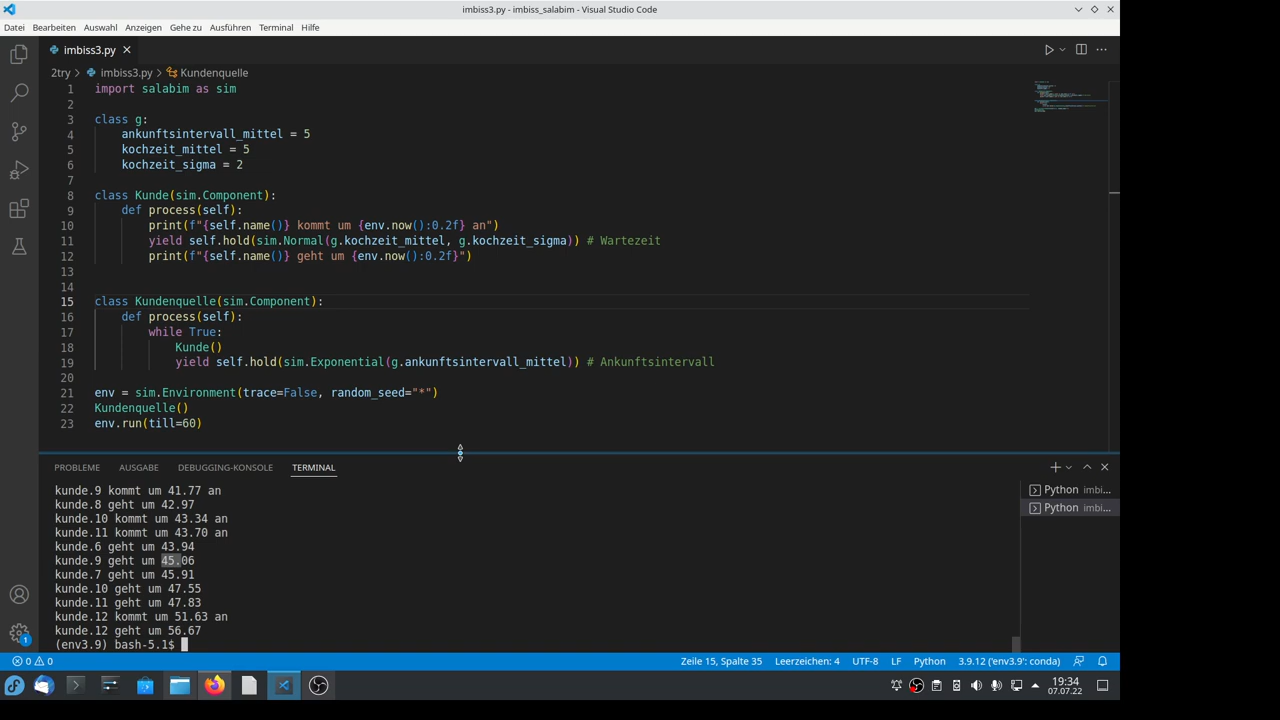 imbiss3.py - imbiss_salabim - Visual Studio Code
Datei Bearbeiten Auswahl Anzeigen Gehe zu Ausführen Terminal Hilfe
imbiss3.py
2try > imbiss3.py > Kundenquelle
1 import salabim as sim
2
3 class g:
4 ankunftsintervall_mittel = 5
5 kochzeit_mittel = 5
6 kochzeit_sigma = 2
7
8 class Kunde(sim.Component):
9 def process(self):
10 print(f"{self.name()} kommt um {env.now():0.2f} an")
11 yield self.hold(sim.Normal(g.kochzeit_mittel, g.kochzeit_sigma)) # Wartezeit
12 print(f"{self.name()} geht um {env.now():0.2f}")
13
14
15 class Kundenquelle(sim.Component):
16 def process(self):
17 while True:
18 Kunde()
19 yield self.hold(sim.Exponential(g.ankunftsintervall_mittel)) # Ankunftsintervall
20
21 env = sim.Environment(trace=False, random_seed="*")
22 Kundenquelle()
23 env.run(till=60)
PROBLEME AUSGABE DEBUGGING-KONSOLE TERMINAL
kunde.9 kommt um 41.77 an
kunde.8 geht um 42.97
kunde.10 kommt um 43.34 an
kunde.11 kommt um 43.70 an
kunde.6 geht um 43.94
kunde.9 geht um 45.06
kunde.7 geht um 45.91
kunde.10 geht um 47.55
kunde.11 geht um 47.83
kunde.12 kommt um 51.63 an
kunde.12 geht um 56.67
(env3.9) bash-5.1$
Python imbi...
Python imbi...
0 0 Zeile 15, Spalte 35 Leerzeichen: 4 UTF-8 LF Python 3.9.12 ('env3.9': conda)
1
19:34
07.07.22